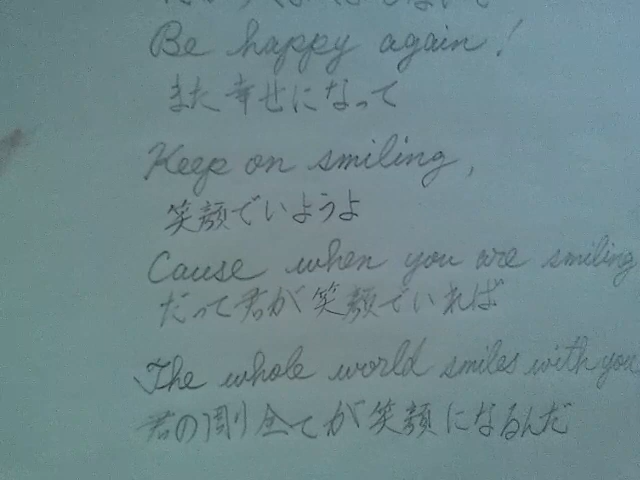 Be happy again!
また幸せになって
Keep on smiling,
笑顔でいようよ
Cause when you are smiling
だって君が笑顔でいれば
The whole world smiles with you
君の周り全てが笑顔になるんだ